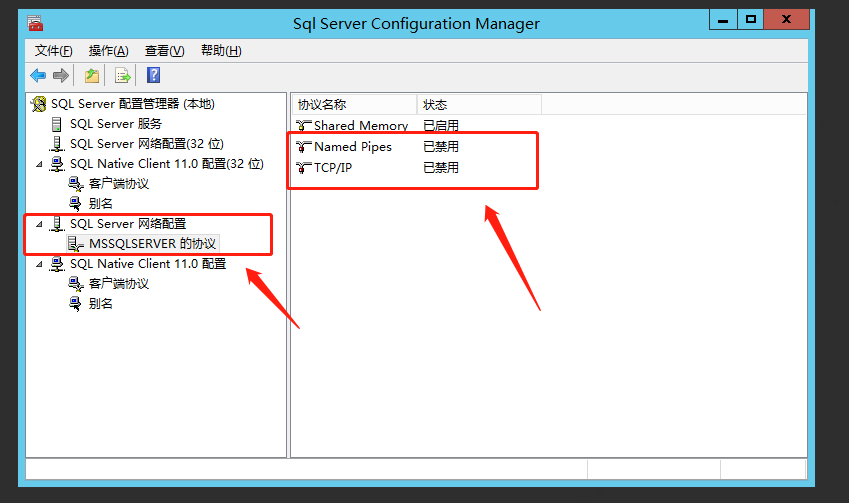 Sql Server Configuration Manager
文件(F) 操作(A) 查看(V) 帮助(H)
SQL Server 配置管理器 (本地)
SQL Server 服务
SQL Server 网络配置(32 位)
SQL Native Client 11.0 配置(32 位)
客户端协议
别名
SQL Server 网络配置
MSSQLSERVER 的协议
SQL Native Client 11.0 配置
客户端协议
别名
协议名称 状态
Shared Memory 已启用
Named Pipes 已禁用
TCP/IP 已禁用